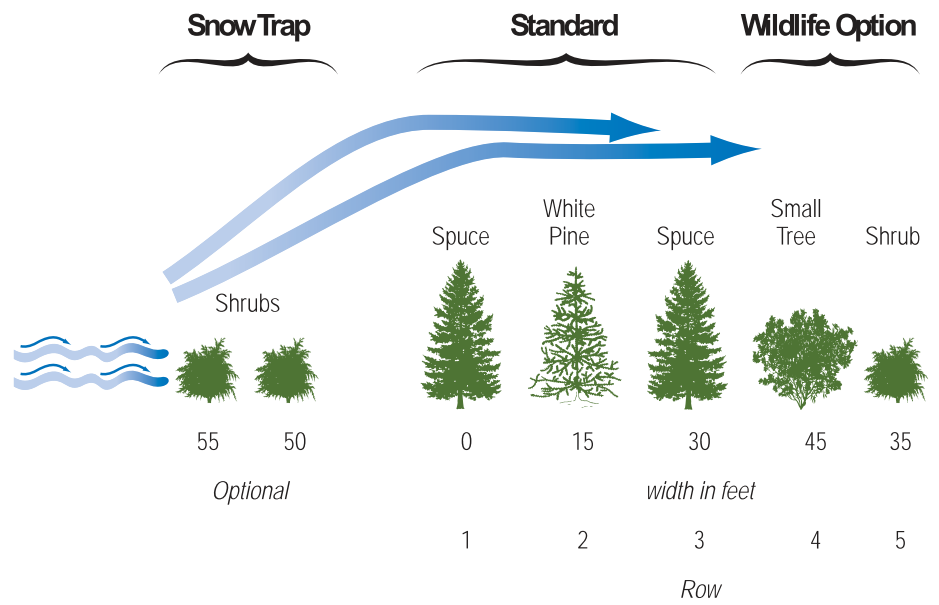 Snow Trap Standard Wildlife Option
White Small
Spuce Pine Spuce Tree Shrub
Shrubs
55 50 0 15 30 45 35
Optional width in feet
1 2 3 4 5
Row